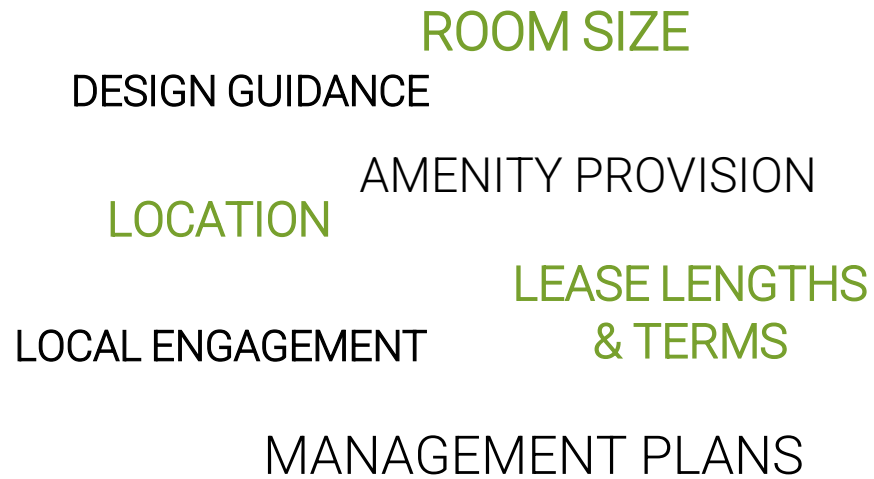 ROOM SIZE
DESIGN GUIDANCE
AMENITY PROVISION
LOCATION
LEASE LENGTHS
& TERMS
LOCAL ENGAGEMENT
MANAGEMENT PLANS